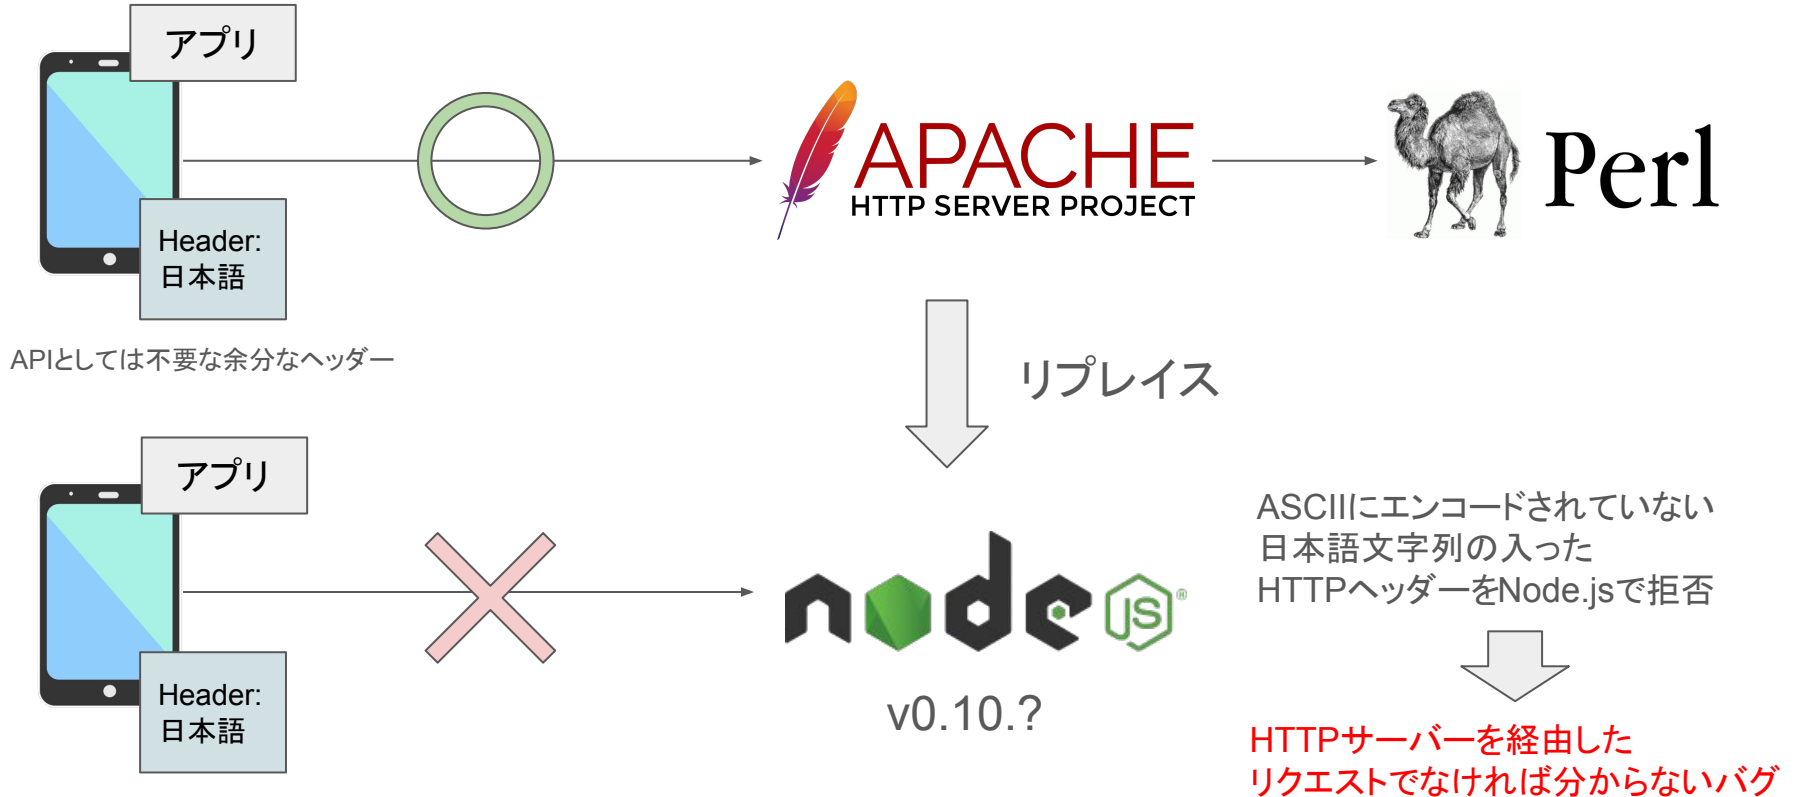 アプリ
Header:
日本語
APIとしては不要な余分なヘッダー
APACHE
HTTP SERVER PROJECT
Perl
リプレイス
アプリ
Header:
日本語
node
JS®
v0.10.?
ASCIIにエンコードされていない
日本語文字列の入った
HTTPヘッダーをNode.jsで拒否
HTTPサーバーを経由した
リクエストでなければ分からないバグ